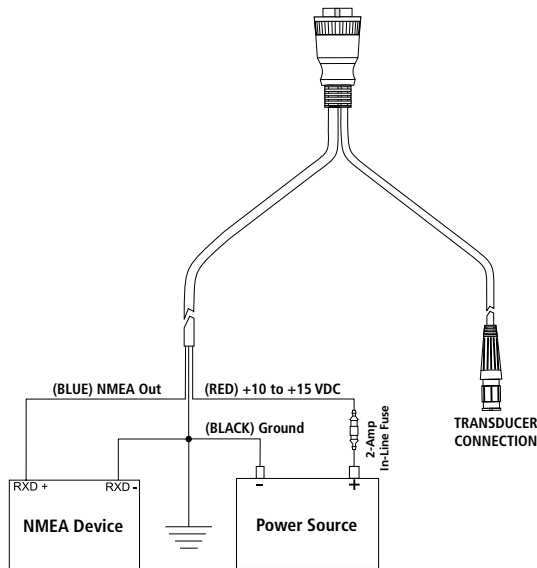 (BLUE) NMEA Out
(RED) +10 to +15 VDC
(BLACK) Ground
2-Amp
In-Line Fuse
TRANSDUCER
CONNECTION
RXD +
RXD -
NMEA Device
-
+
Power Source